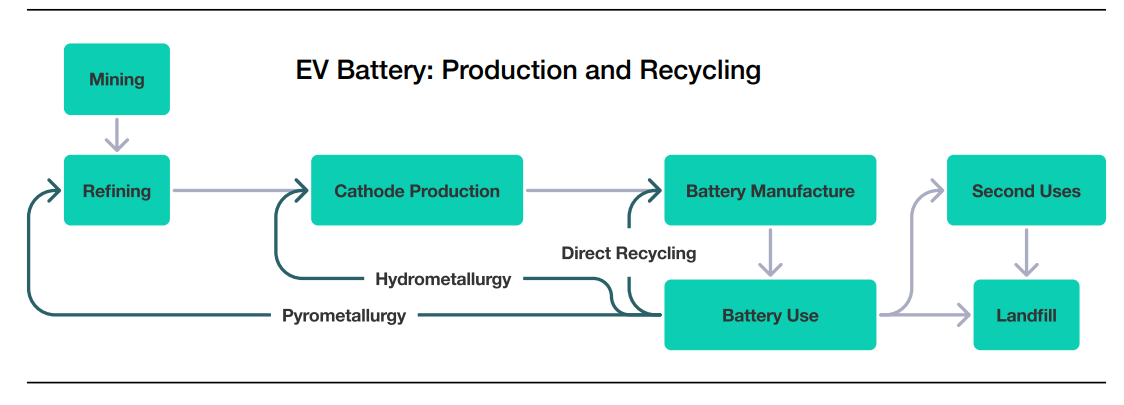 EV Battery: Production and Recycling
Mining
Refining
Cathode Production
Battery Manufacture
Second Uses
Direct Recycling
Hydrometallurgy
Pyrometallurgy
Battery Use
Landfill